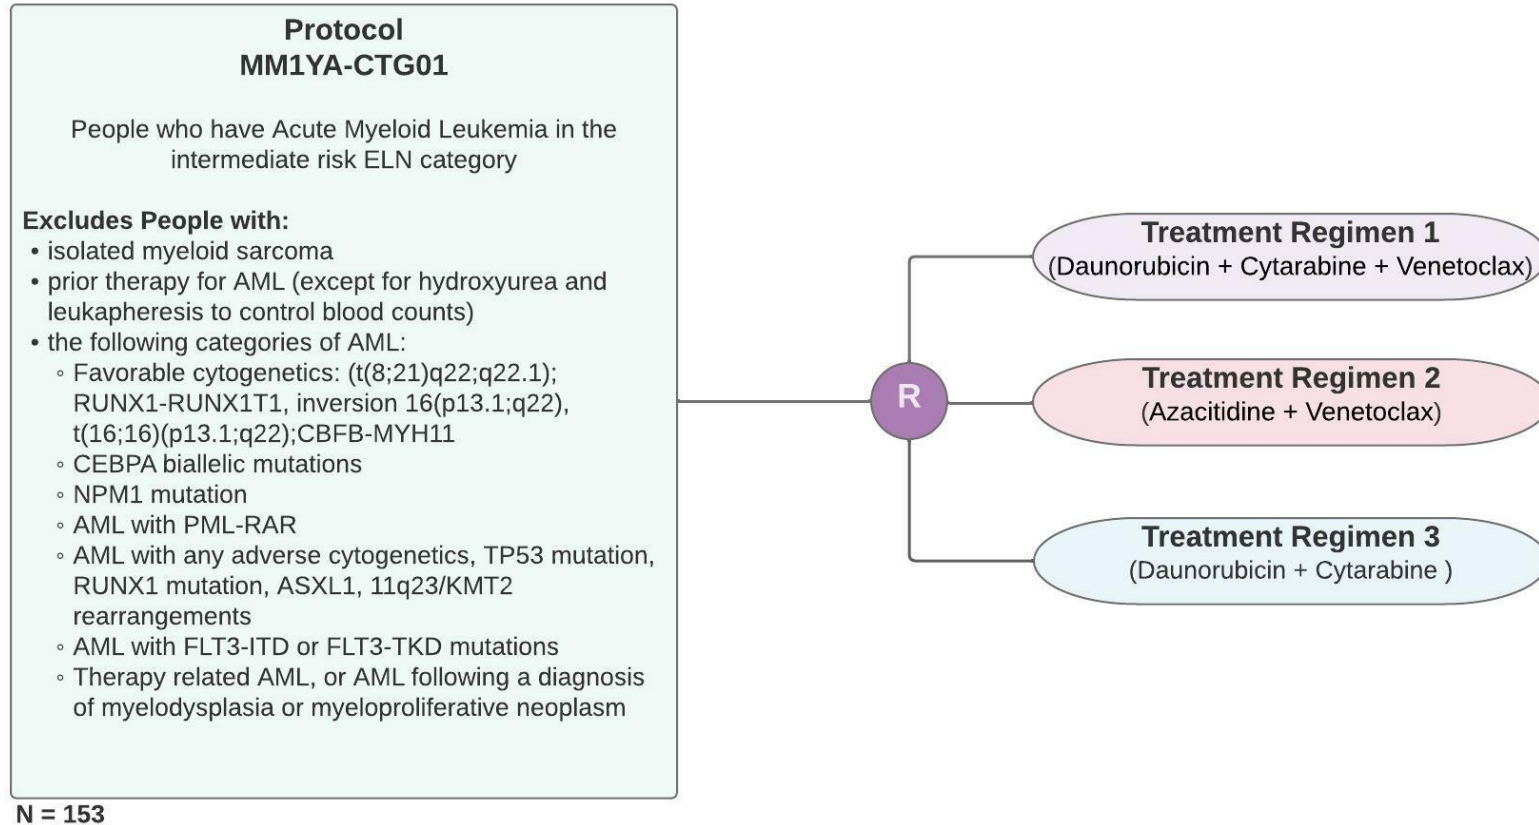 Protocol
MM1YA-CTG01
People who have Acute Myeloid Leukemia in the
intermediate risk ELN category
Excludes People with:
• isolated myeloid sarcoma
• prior therapy for AML (except for hydroxyurea and
leukapheresis to control blood counts)
• the following categories of AML:
◦ Favorable cytogenetics: (t(8;21)q22;q22.1);
RUNX1-RUNX1T1, inversion 16(p13.1;q22),
t(16;16)(p13.1;q22);CBFB-MYH11
◦ CEBPA biallelic mutations
◦ NPM1 mutation
◦ AML with PML-RAR
◦ AML with any adverse cytogenetics, TP53 mutation,
RUNX1 mutation, ASXL1, 11q23/KMT2
rearrangements
◦ AML with FLT3-ITD or FLT3-TKD mutations
◦ Therapy related AML, or AML following a diagnosis
of myelodysplasia or myeloproliferative neoplasm
N = 153
R
Treatment Regimen 1
(Daunorubicin + Cytarabine + Venetoclax)
Treatment Regimen 2
(Azacitidine + Venetoclax)
Treatment Regimen 3
(Daunorubicin + Cytarabine )